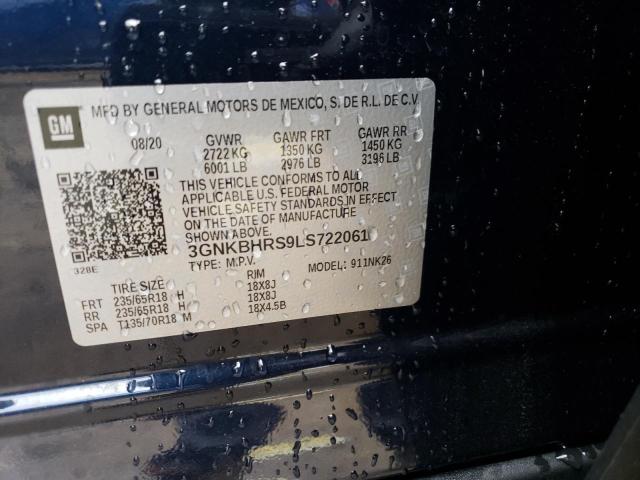 GM
MFD BY GENERAL MOTORS DE MEXICO, S. DE R.L. DE C.V
08/20 GVWR GAWR FRT GAWR RR
2722 KG 1350 KG 1450 KG
6001 LB 2976 LB 3196 LB
THIS VEHICLE CONFORMS TO ALL
APPLICABLE U.S. FEDERAL MOTOR
VEHICLE SAFETY STANDARDS IN EFFECT
ON THE DATE OF MANUFACTURE
SHOWN ABOVE
3GNKBHRS9LS722061
328E
TYPE: M.P.V. MODEL: 911NK26
TIRE SIZE RIM
FRT 235/65R18 H 18X8J
RR 235/65R18 H 18X8J
SPA T135/70R18 M 18X4.5B